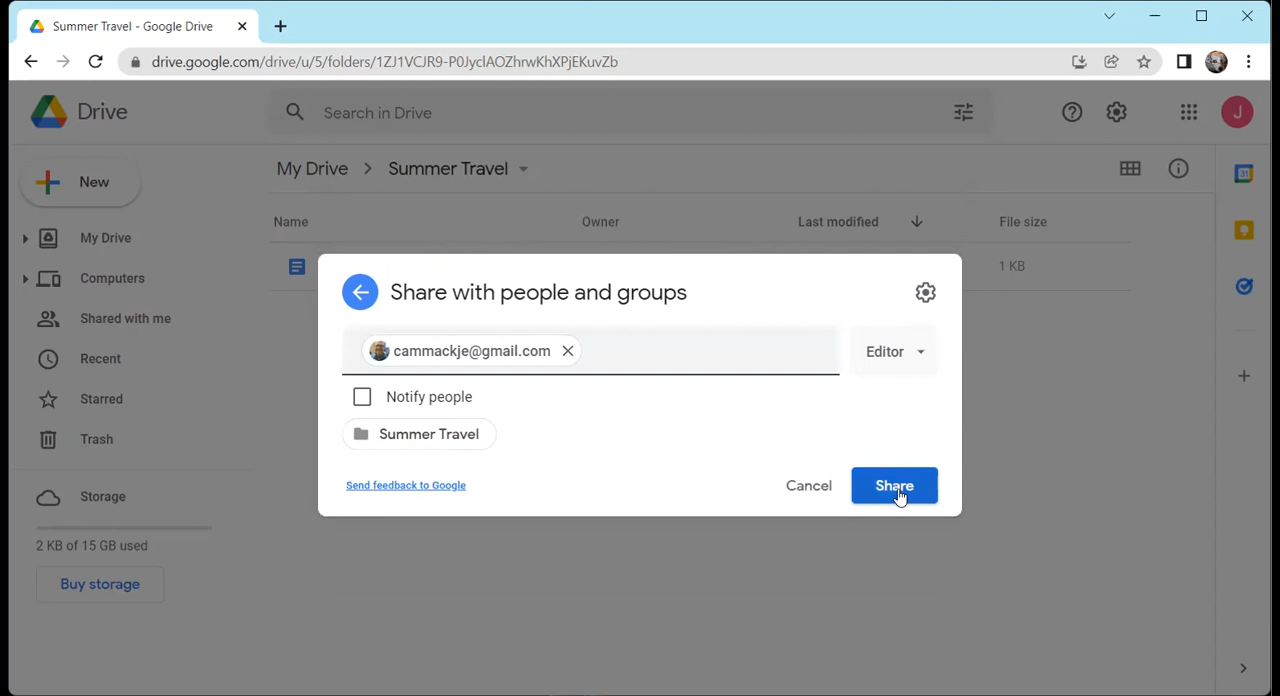 Summer Travel - Google Drive
drive.google.com/drive/u/5/folders/1ZJ1VCJR9-P0JyclAOZhrwKhXPjEKuvZb
Drive
Search in Drive
J
New
My Drive > Summer Travel
31
Name Owner Last modified File size
My Drive
1 KB
Computers
Share with people and groups
Shared with me
cammackje@gmail.com
Editor
Recent
Notify people
Starred
Summer Travel
Trash
Send feedback to Google
Cancel
Share
Storage
2 KB of 15 GB used
Buy storage